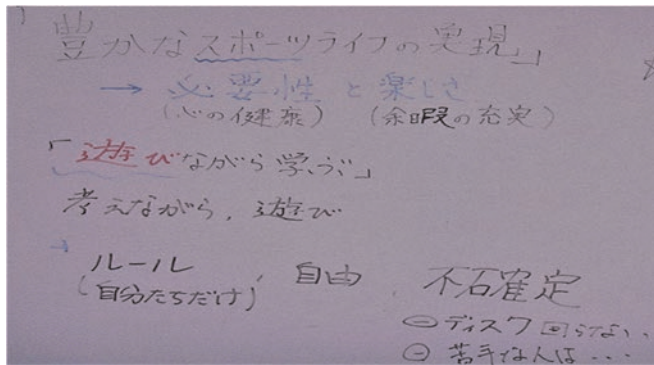 「豊かなスポーツライフの実現」
→ 必要性と楽しさ
(心の健康) (余暇の充実)
「遊びながら学ぶ」
考えながら、遊び
→
ルール, 自由 不石確定
(自分たちだけ)
⊖ ディスク回らない、
⊖ 苦手な人は...